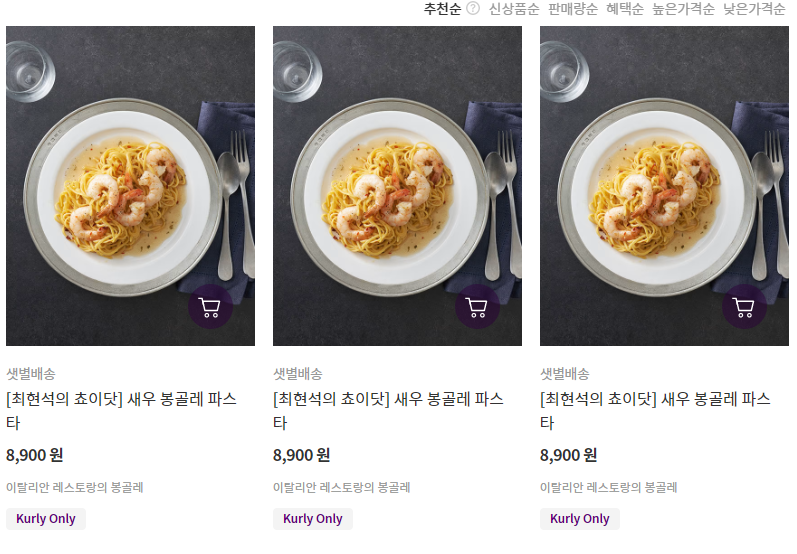 추천순 ? 신상품순 판매량순 혜택순 높은가격순 낮은가격순
샛별배송 샛별배송 샛별배송
[최현석의 쵸이닷] 새우 봉골레 파스 [최현석의 쵸이닷] 새우 봉골레 파스 [최현석의 쵸이닷] 새우 봉골레 파스
타 타 타
8,900 원 8,900 원 8,900 원
이탈리안 레스토랑의 봉골레 이탈리안 레스토랑의 봉골레 이탈리안 레스토랑의 봉골레
Kurly Only Kurly Only Kurly Only